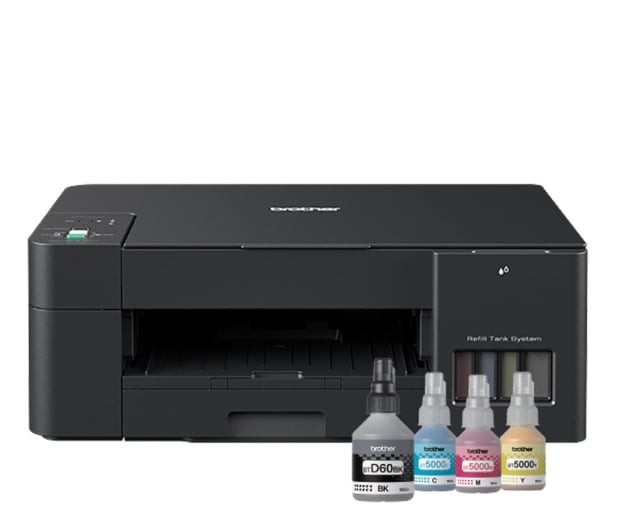 brother
Refill Tank System
brother
BTD60BK
BK
brother
BT5000C
C
brother
BT5000M
M
brother
BT5000Y
Y